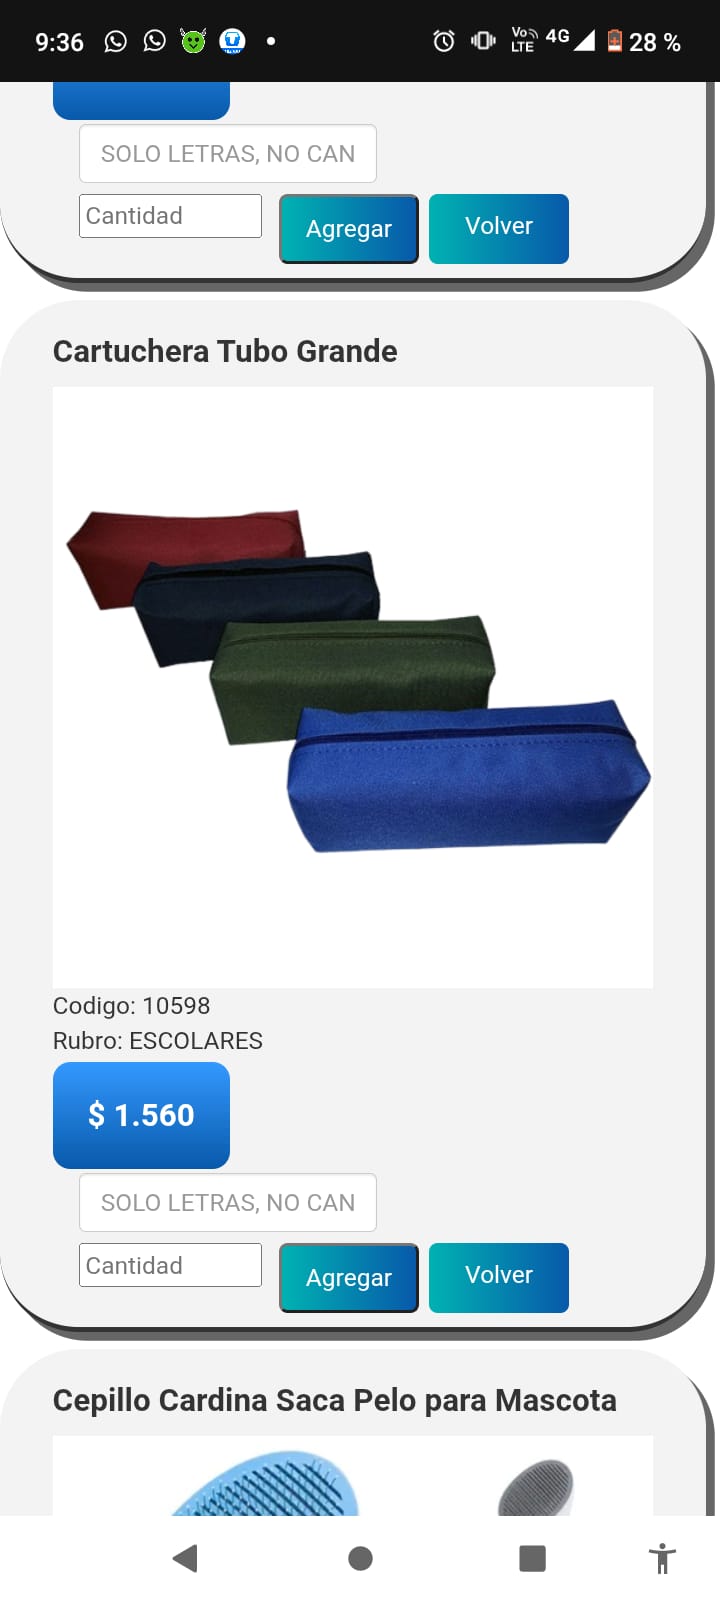 9:36
Vo LTE 4G 28 %
SOLO LETRAS, NO CAN
Cantidad Agregar Volver
Cartuchera Tubo Grande
Codigo: 10598
Rubro: ESCOLARES
$ 1.560
SOLO LETRAS, NO CAN
Cantidad Agregar Volver
Cepillo Cardina Saca Pelo para Mascota